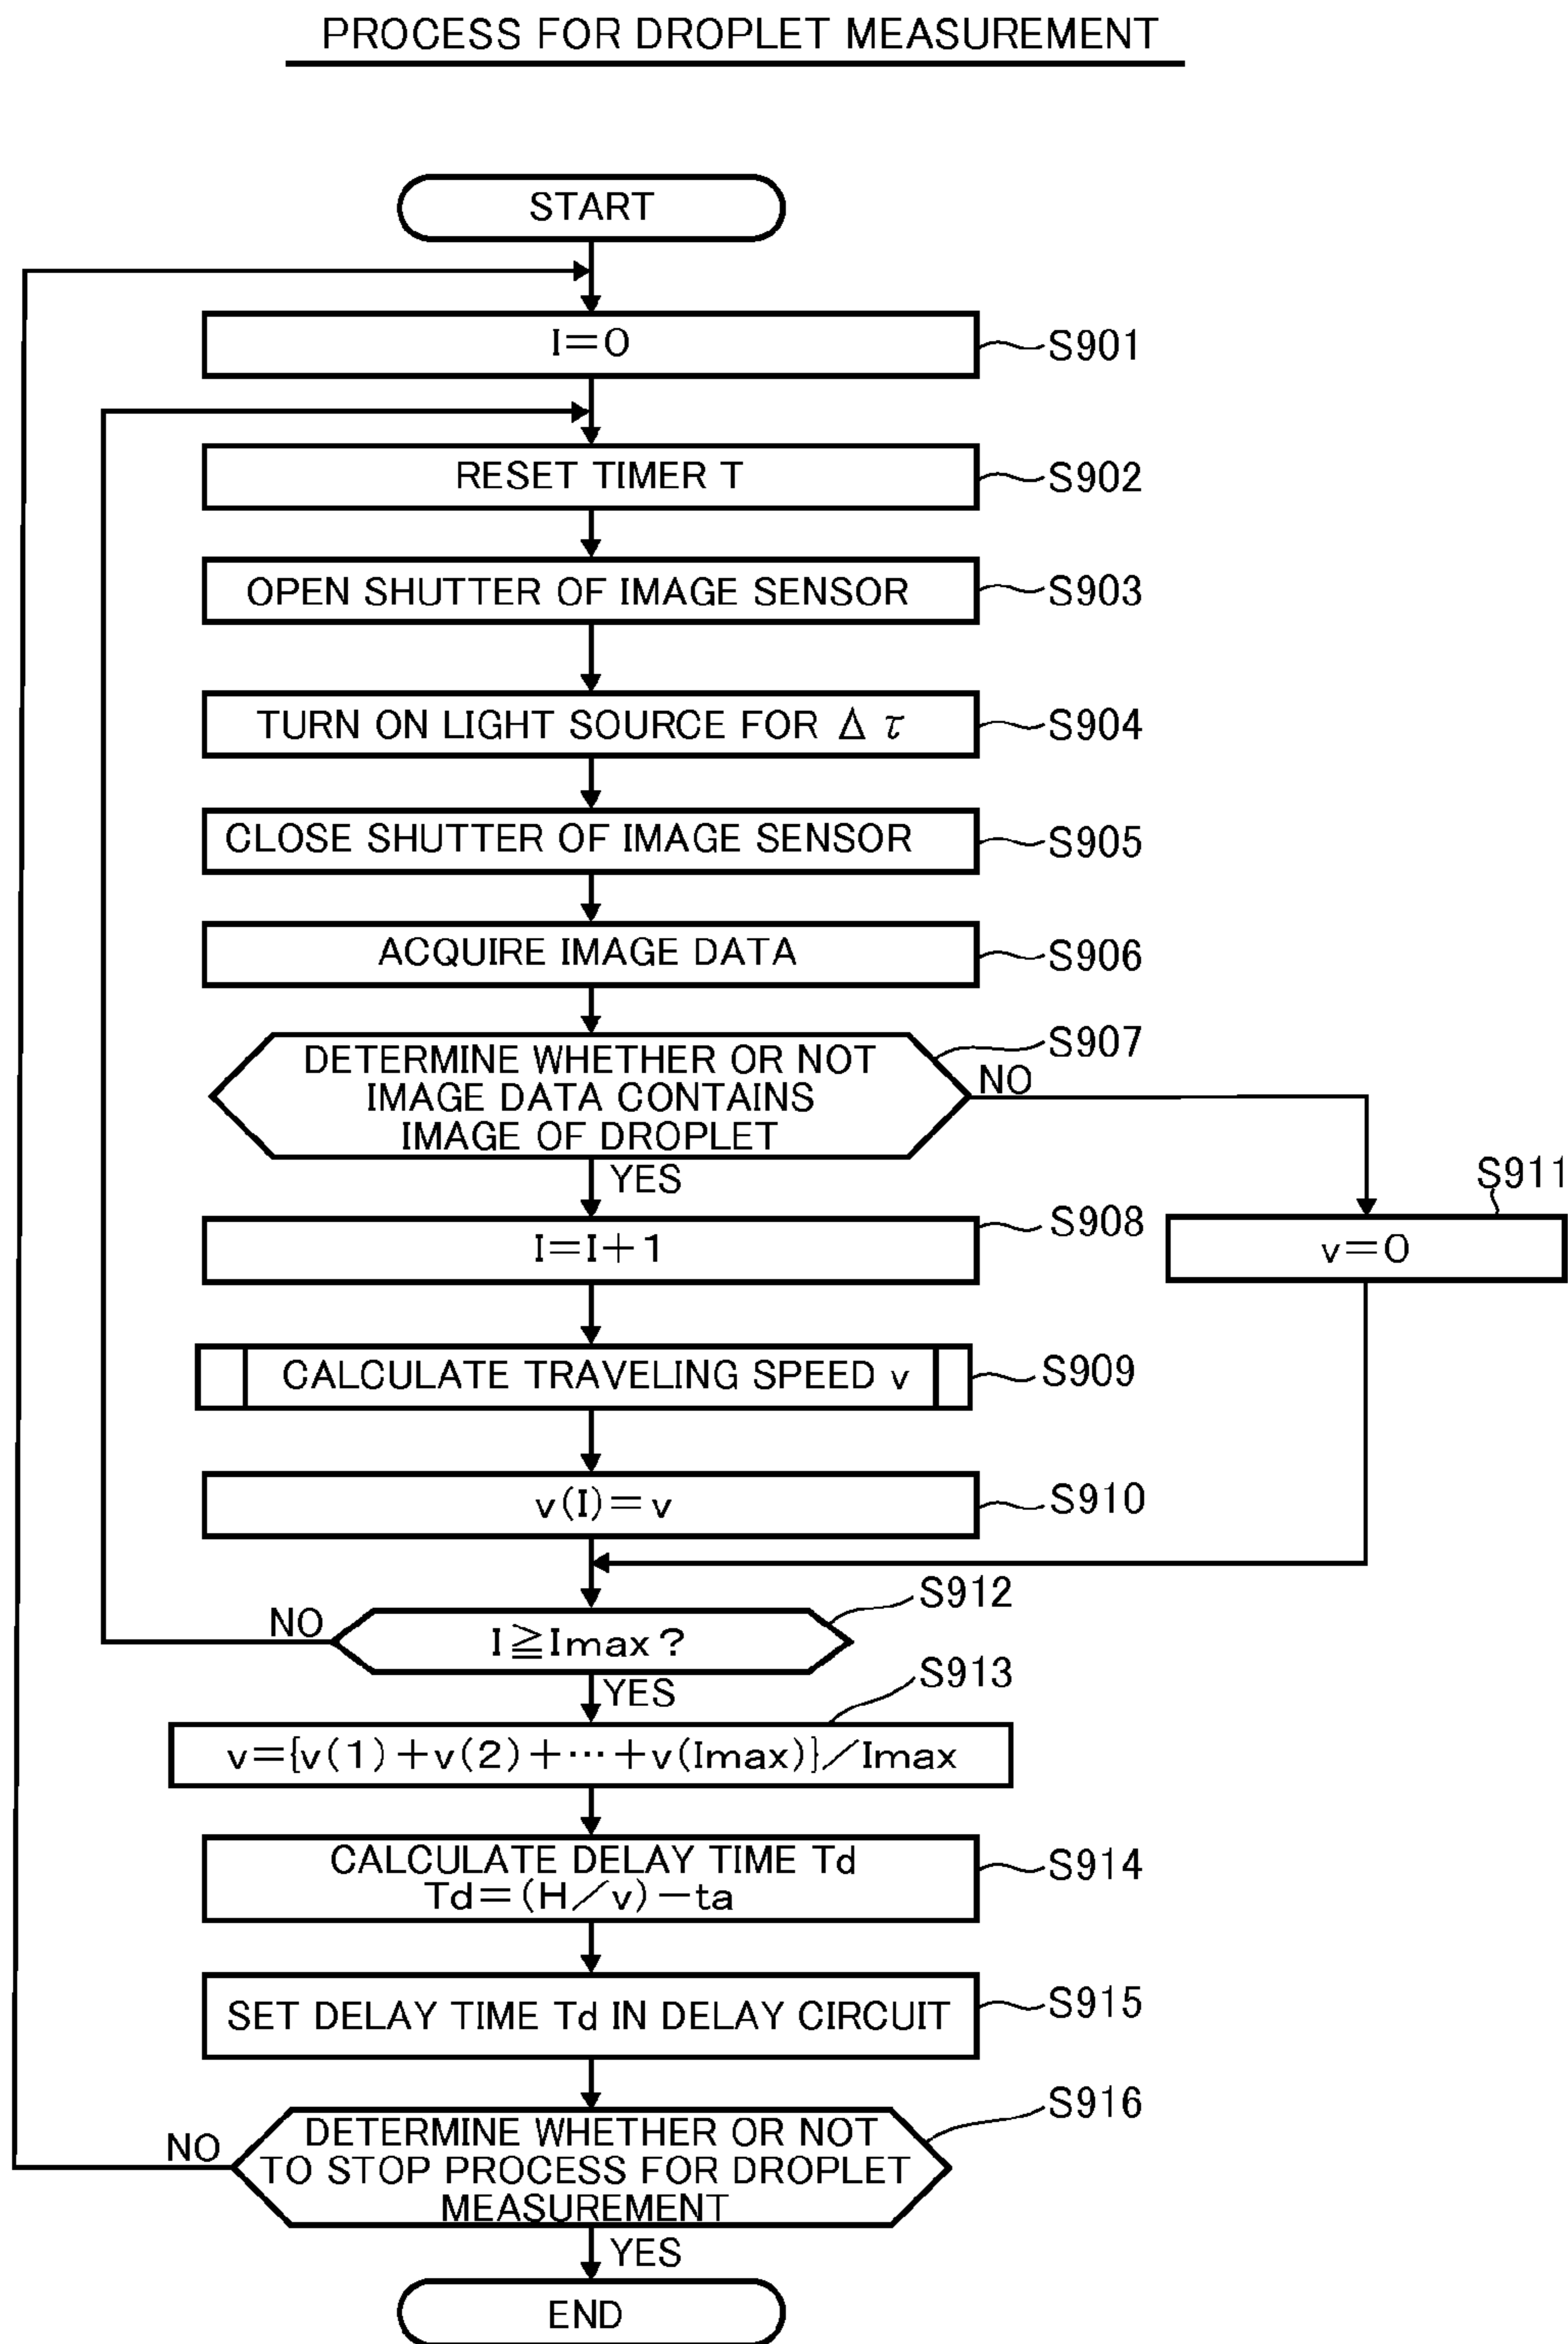 PROCESS FOR DROPLET MEASUREMENT
START
I=0
S901
RESET TIMER T
S902
OPEN SHUTTER OF IMAGE SENSOR
S903
TURN ON LIGHT SOURCE FOR Δτ
S904
CLOSE SHUTTER OF IMAGE SENSOR
S905
ACQUIRE IMAGE DATA
S906
DETERMINE WHETHER OR NOT
IMAGE DATA CONTAINS
IMAGE OF DROPLET
S907
NO
YES
S911
v=0
I=I+1
S908
CALCULATE TRAVELING SPEED v
S909
v(I)=v
S910
I≧Imax?
S912
NO
YES
S913
v={v(1)+v(2)+···+v(Imax)}/Imax
CALCULATE DELAY TIME Td
Td=(H/v)-ta
S914
SET DELAY TIME Td IN DELAY CIRCUIT
S915
DETERMINE WHETHER OR NOT
TO STOP PROCESS FOR DROPLET
MEASUREMENT
S916
NO
YES
END